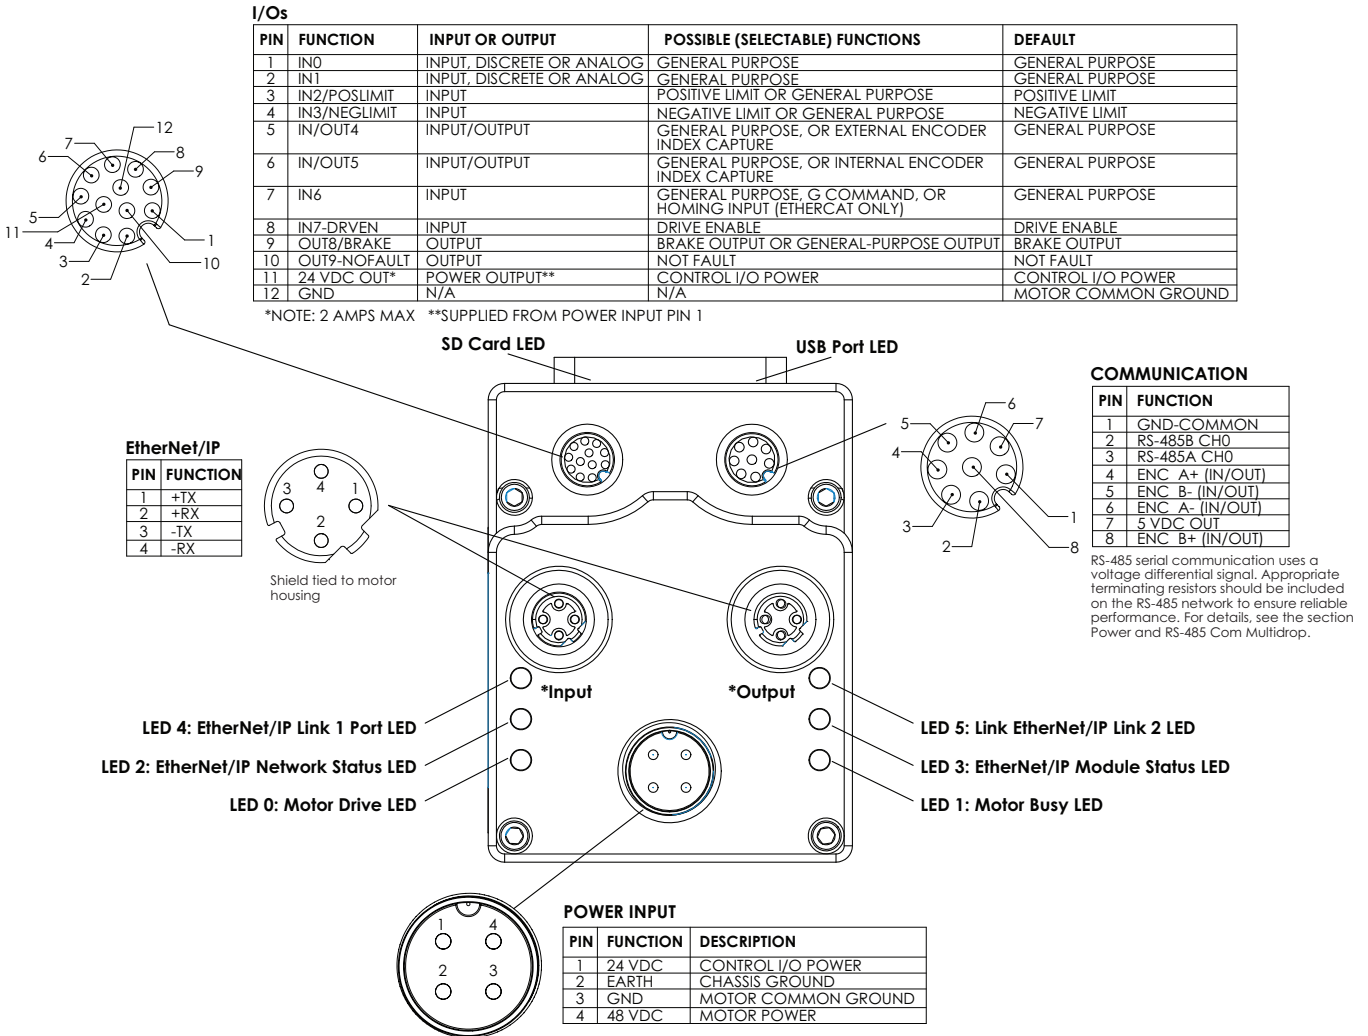 I/Os
PIN FUNCTION INPUT OR OUTPUT POSSIBLE (SELECTABLE) FUNCTIONS DEFAULT
1 IN0 INPUT, DISCRETE OR ANALOG GENERAL PURPOSE GENERAL PURPOSE
2 IN1 INPUT, DISCRETE OR ANALOG GENERAL PURPOSE GENERAL PURPOSE
3 IN2/POSLIMIT INPUT POSITIVE LIMIT OR GENERAL PURPOSE POSITIVE LIMIT
4 IN3/NEGLIMIT INPUT NEGATIVE LIMIT OR GENERAL PURPOSE NEGATIVE LIMIT
5 IN/OUT4 INPUT/OUTPUT GENERAL PURPOSE, OR EXTERNAL ENCODER GENERAL PURPOSE
INDEX CAPTURE
6 IN/OUT5 INPUT/OUTPUT GENERAL PURPOSE, OR INTERNAL ENCODER GENERAL PURPOSE
INDEX CAPTURE
7 IN6 INPUT GENERAL PURPOSE, G COMMAND, OR GENERAL PURPOSE
HOMING INPUT (ETHERCAT ONLY)
8 IN7-DRVEN INPUT DRIVE ENABLE DRIVE ENABLE
9 OUT8/BRAKE OUTPUT BRAKE OUTPUT OR GENERAL-PURPOSE OUTPUT BRAKE OUTPUT
10 OUT9-NOFAULT OUTPUT NOT FAULT NOT FAULT
11 24 VDC OUT* POWER OUTPUT** CONTROL I/O POWER CONTROL I/O POWER
12 GND N/A N/A MOTOR COMMON GROUND
*NOTE: 2 AMPS MAX **SUPPLIED FROM POWER INPUT PIN 1
12
7
8
6
9
5
11
4
1
3
10
2
SD Card LED
USB Port LED
COMMUNICATION
PIN FUNCTION
1 GND-COMMON
2 RS-485B CH0
3 RS-485A CH0
4 ENC A+ (IN/OUT)
5 ENC B- (IN/OUT)
6 ENC A- (IN/OUT)
7 5 VDC OUT
8 ENC B+ (IN/OUT)
RS-485 serial communication uses a
voltage differential signal. Appropriate
terminating resistors should be included
on the RS-485 network to ensure reliable
performance. For details, see the section
Power and RS-485 Com Multidrop.
6
5
7
4
3
1
2
8
EtherNet/IP
PIN FUNCTION
1 +TX
2 +RX
3 -TX
4 -RX
3 4 1
2
Shield tied to motor
housing
*Input
*Output
LED 4: EtherNet/IP Link 1 Port LED
LED 5: Link EtherNet/IP Link 2 LED
LED 2: EtherNet/IP Network Status LED
LED 3: EtherNet/IP Module Status LED
LED 0: Motor Drive LED
LED 1: Motor Busy LED
1 4
2 3
POWER INPUT
PIN FUNCTION DESCRIPTION
1 24 VDC CONTROL I/O POWER
2 EARTH CHASSIS GROUND
3 GND MOTOR COMMON GROUND
4 48 VDC MOTOR POWER